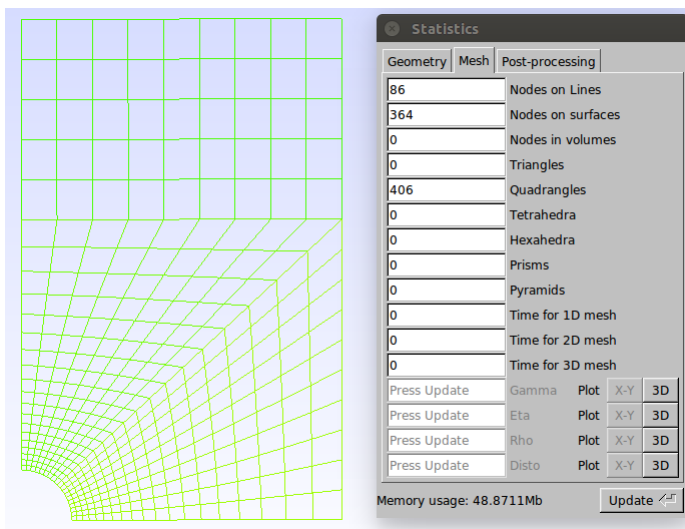 Statistics
Geometry Mesh Post-processing
86 Nodes on Lines
364 Nodes on surfaces
0 Nodes in volumes
0 Triangles
406 Quadrangles
0 Tetrahedra
0 Hexahedra
0 Prisms
0 Pyramids
0 Time for 1D mesh
0 Time for 2D mesh
0 Time for 3D mesh
Press Update Gamma Plot X-Y 3D
Press Update Eta Plot X-Y 3D
Press Update Rho Plot X-Y 3D
Press Update Disto Plot X-Y 3D
Memory usage: 48.8711Mb Update